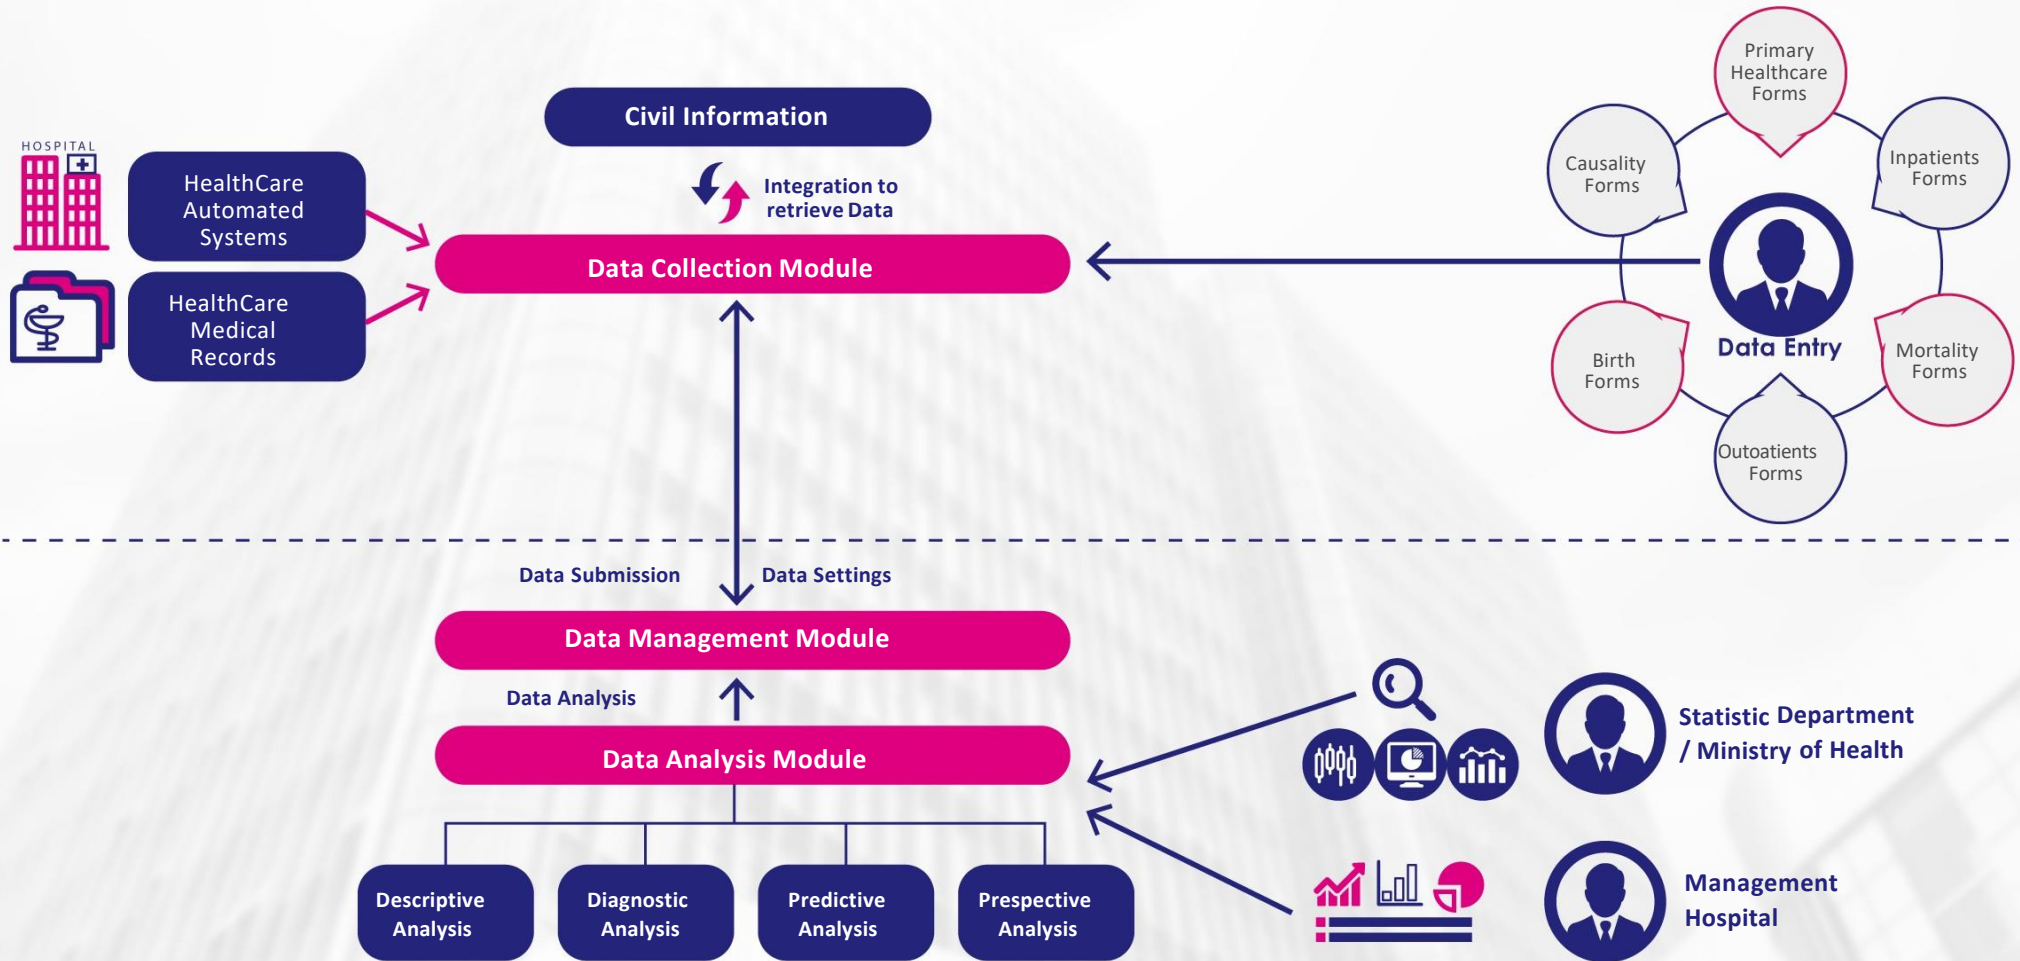 Civil Information
Integration to
retrieve Data
HOSPITAL
HealthCare
Automated
Systems
HealthCare
Medical
Records
Data Collection Module
Primary
Healthcare
Forms
Causality
Forms
Inpatients
Forms
Data Entry
Birth
Forms
Mortality
Forms
Outoatients
Forms
Data Submission
Data Settings
Data Management Module
Data Analysis
Data Analysis Module
Descriptive
Analysis
Diagnostic
Analysis
Predictive
Analysis
Prespective
Analysis
Statistic Department
/ Ministry of Health
Management
Hospital